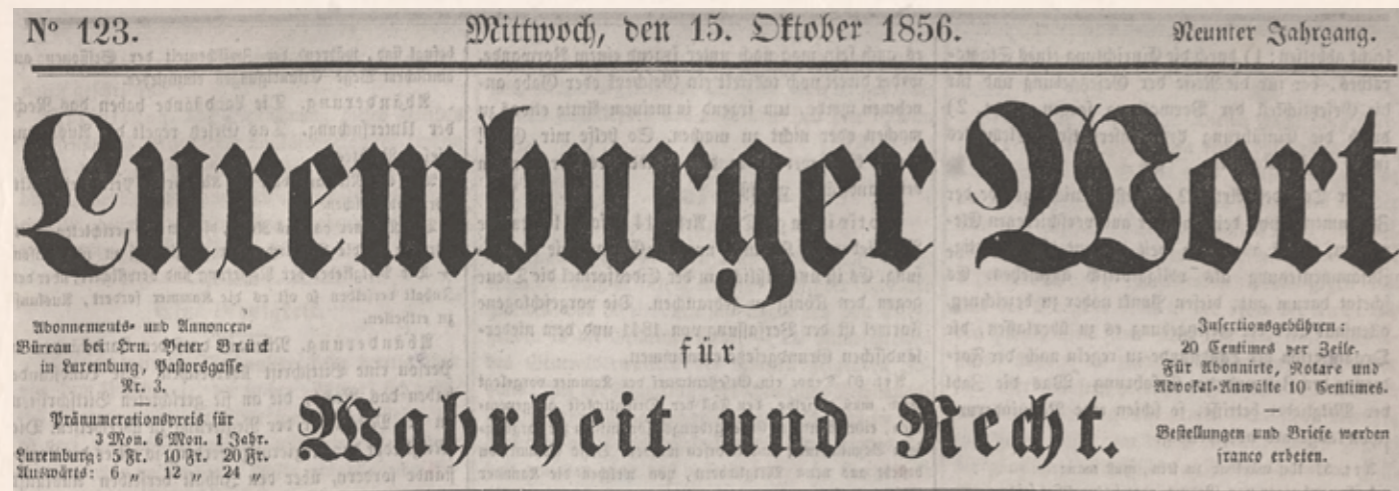 No 123.
Mittwoch, den 15. Oktober 1856.
Neunter Jahrgang.
Luxemburger Wort
für
Wahrheit und Recht.
Abonnements- und Annoncen-
Büreau bei Hrn. Peter Brück
in Luxemburg, Pastorsgasse
Nr. 3.
Pränumerationspreis für
3 Mon. 6 Mon. 1 Jahr.
Luxemburg: 5 Fr. 10 Fr. 20 Fr.
Auswärts: 6 „ 12 „ 24 „
Insertionsgebühren:
20 Centimes per Zeile.
Für Abonnirte, Notare und
Advokat-Anwälte 10 Centimes.
Bestellungen und Briefe werden
franco erbeten.